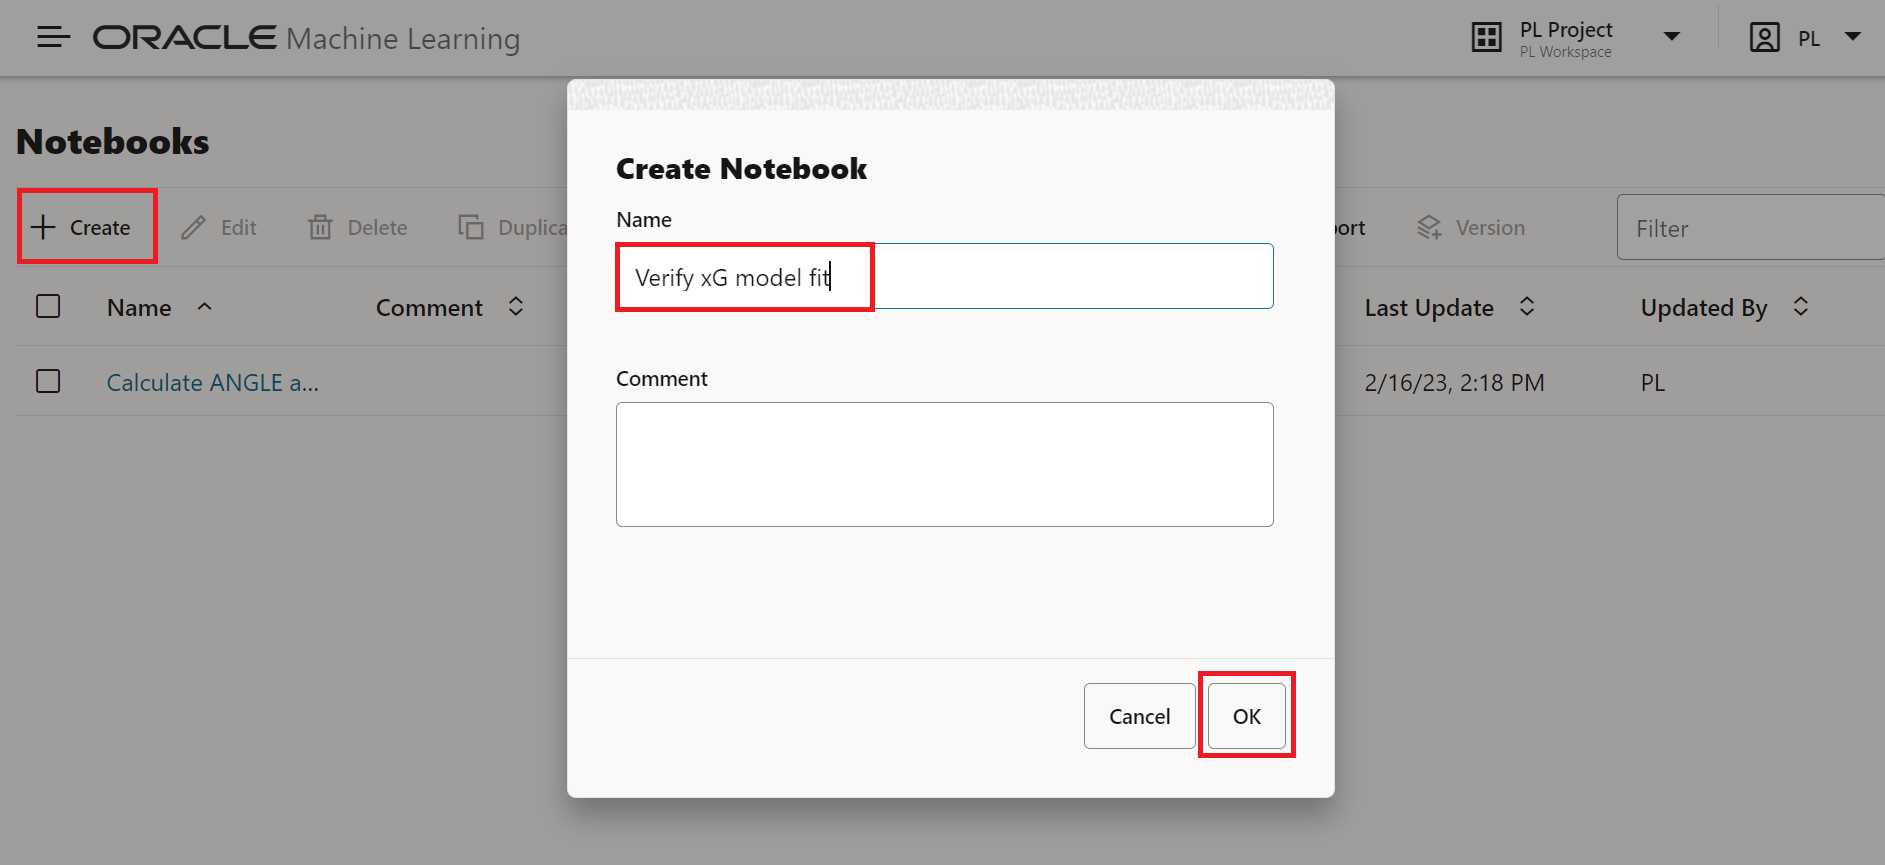 ORACLE Machine Learning
PL Project
PL Workspace
PL
Notebooks
Create Edit Delete Duplica
ort Version Filter
Name Comment Last Update Updated By
Calculate ANGLE a... 2/16/23, 2:18 PM PL
Create Notebook
Name
Verify xG model fit
Comment
Cancel OK